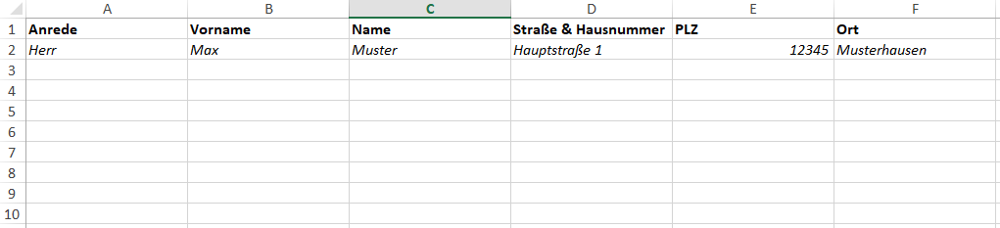 A B C D E F
1 Anrede Vorname Name Straße & Hausnummer PLZ Ort
2 Herr Max Muster Hauptstraße 1 12345 Musterhausen
3
4
5
6
7
8
9
10